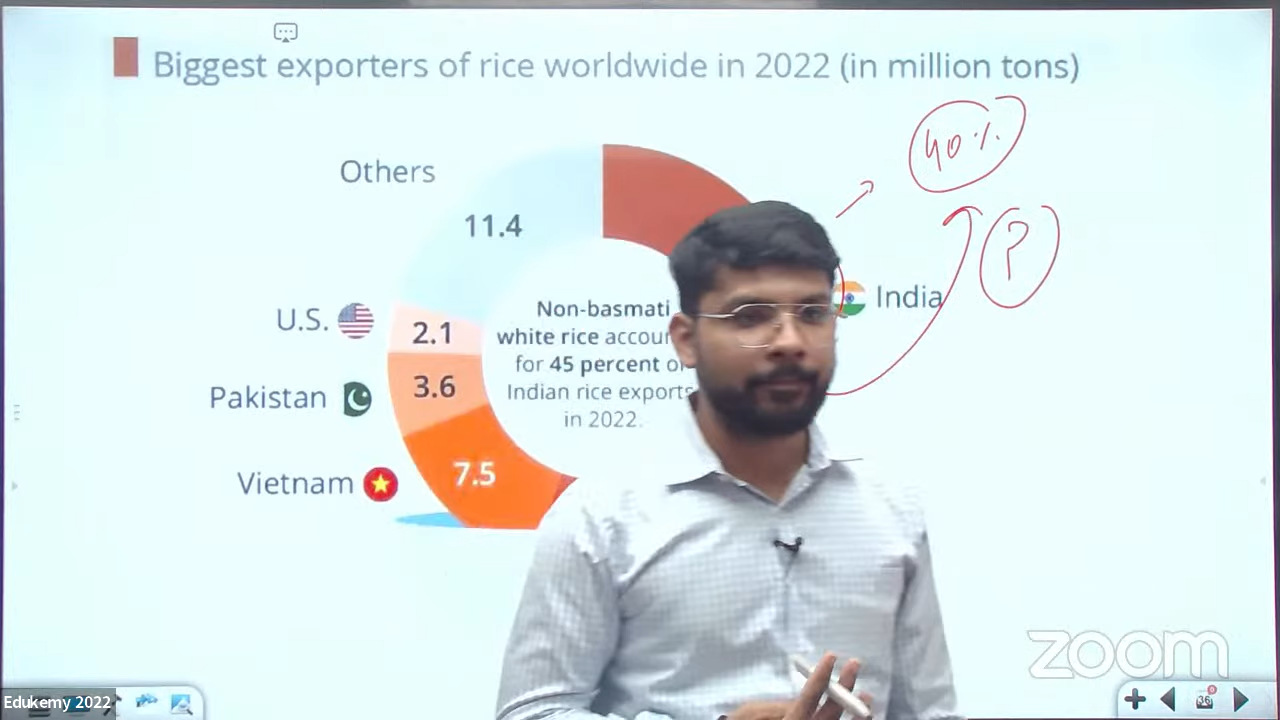 Biggest exporters of rice worldwide in 2022 (in million tons)
40%
?
Others
11.4
India
U.S.
2.1
Pakistan
3.6
Vietnam
7.5
Non-basmati
white rice accou
for 45 percent o
Indian rice exports
in 2022.
zoom
Edukemy 2022
36